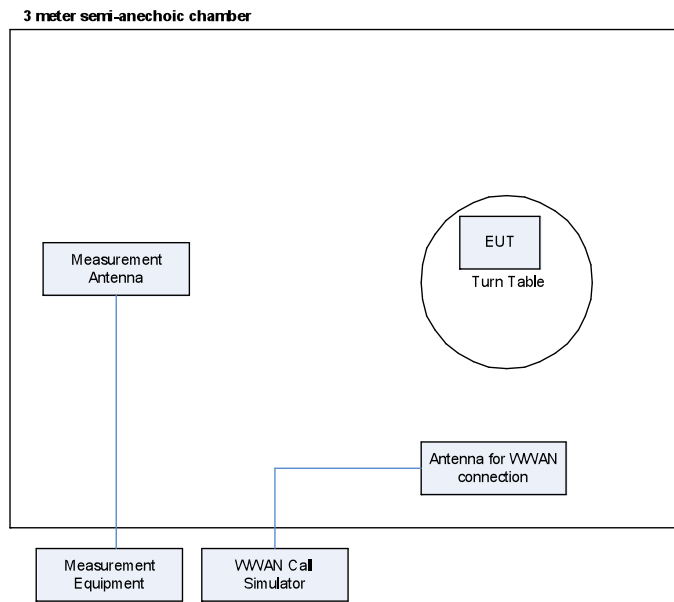 3 meter semi-anechoic chamber
EUT
Turn Table
Measurement
Antenna
Antenna for WWAN
connection
Measurement
Equipment
WWAN Call
Simulator